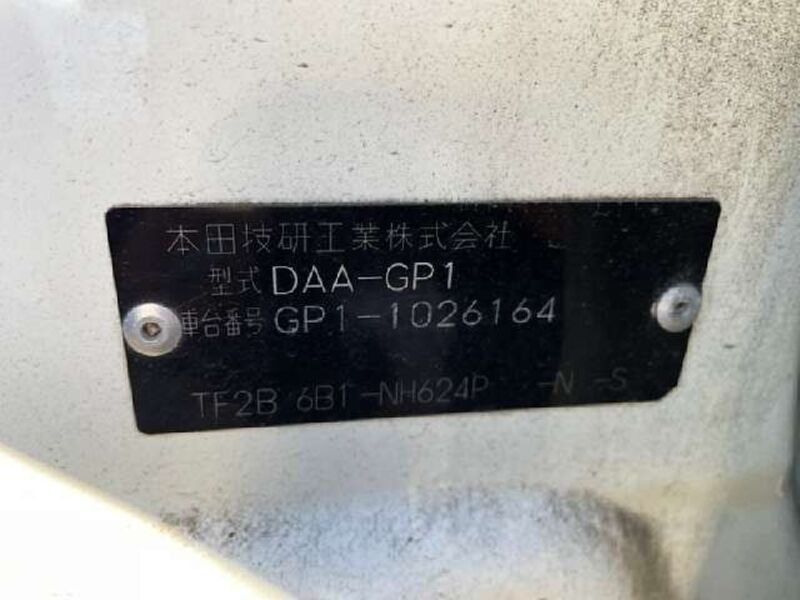 本田技研工業株式会社
型式 DAA-GP1
車台番号 GP1-1026164
TF2B 6B1-NH624P -N -S